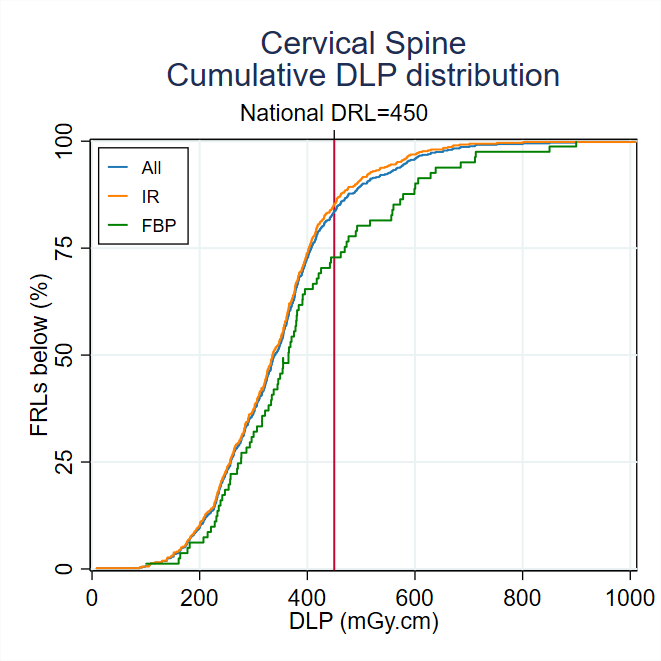 Cervical Spine
Cumulative DLP distribution
National DRL=450
All
IR
FBP
FRLs below (%)
100
75
50
25
0
0 200 400 600 800 1000
DLP (mGy.cm)